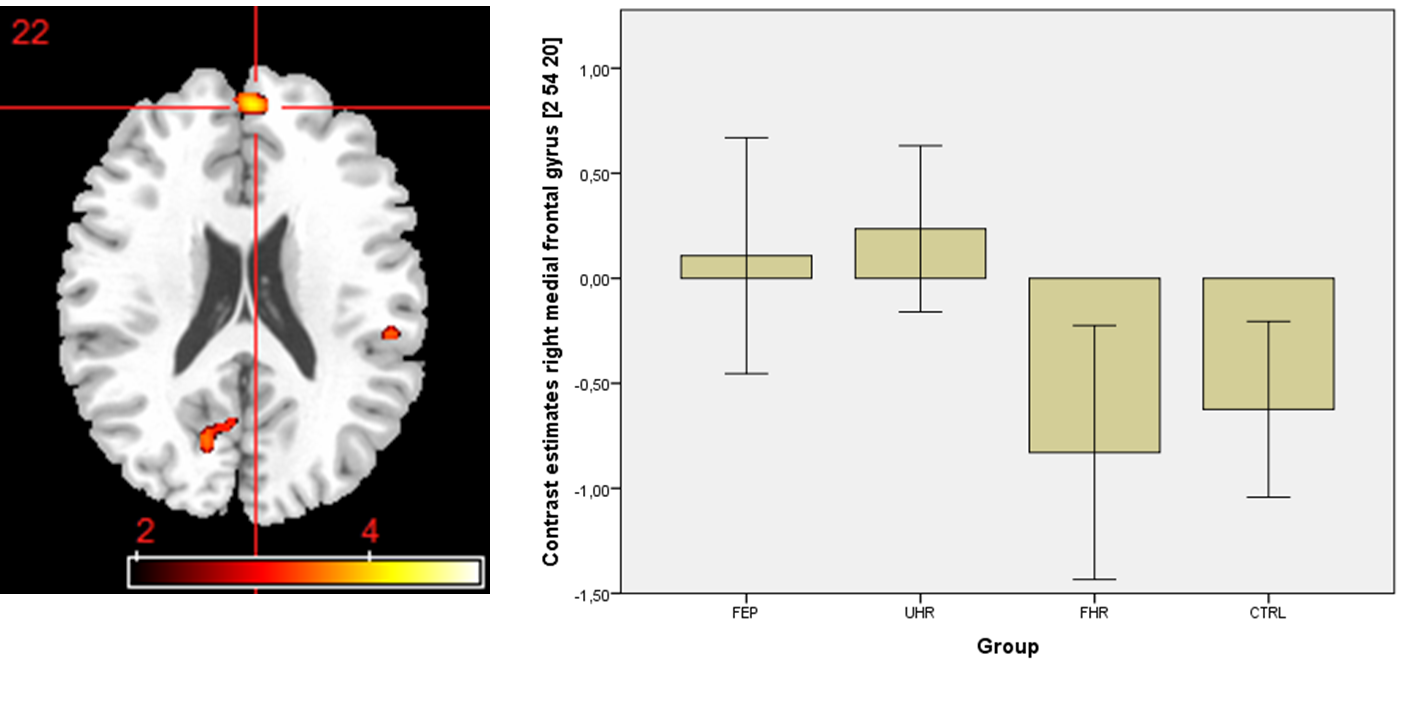 22
2 4
Contrast estimates right medial frontal gyrus [2 54 20]
1,00
0,50
0,00
-0,50
-1,00
-1,50
FEP UHR FHR CTRL
Group